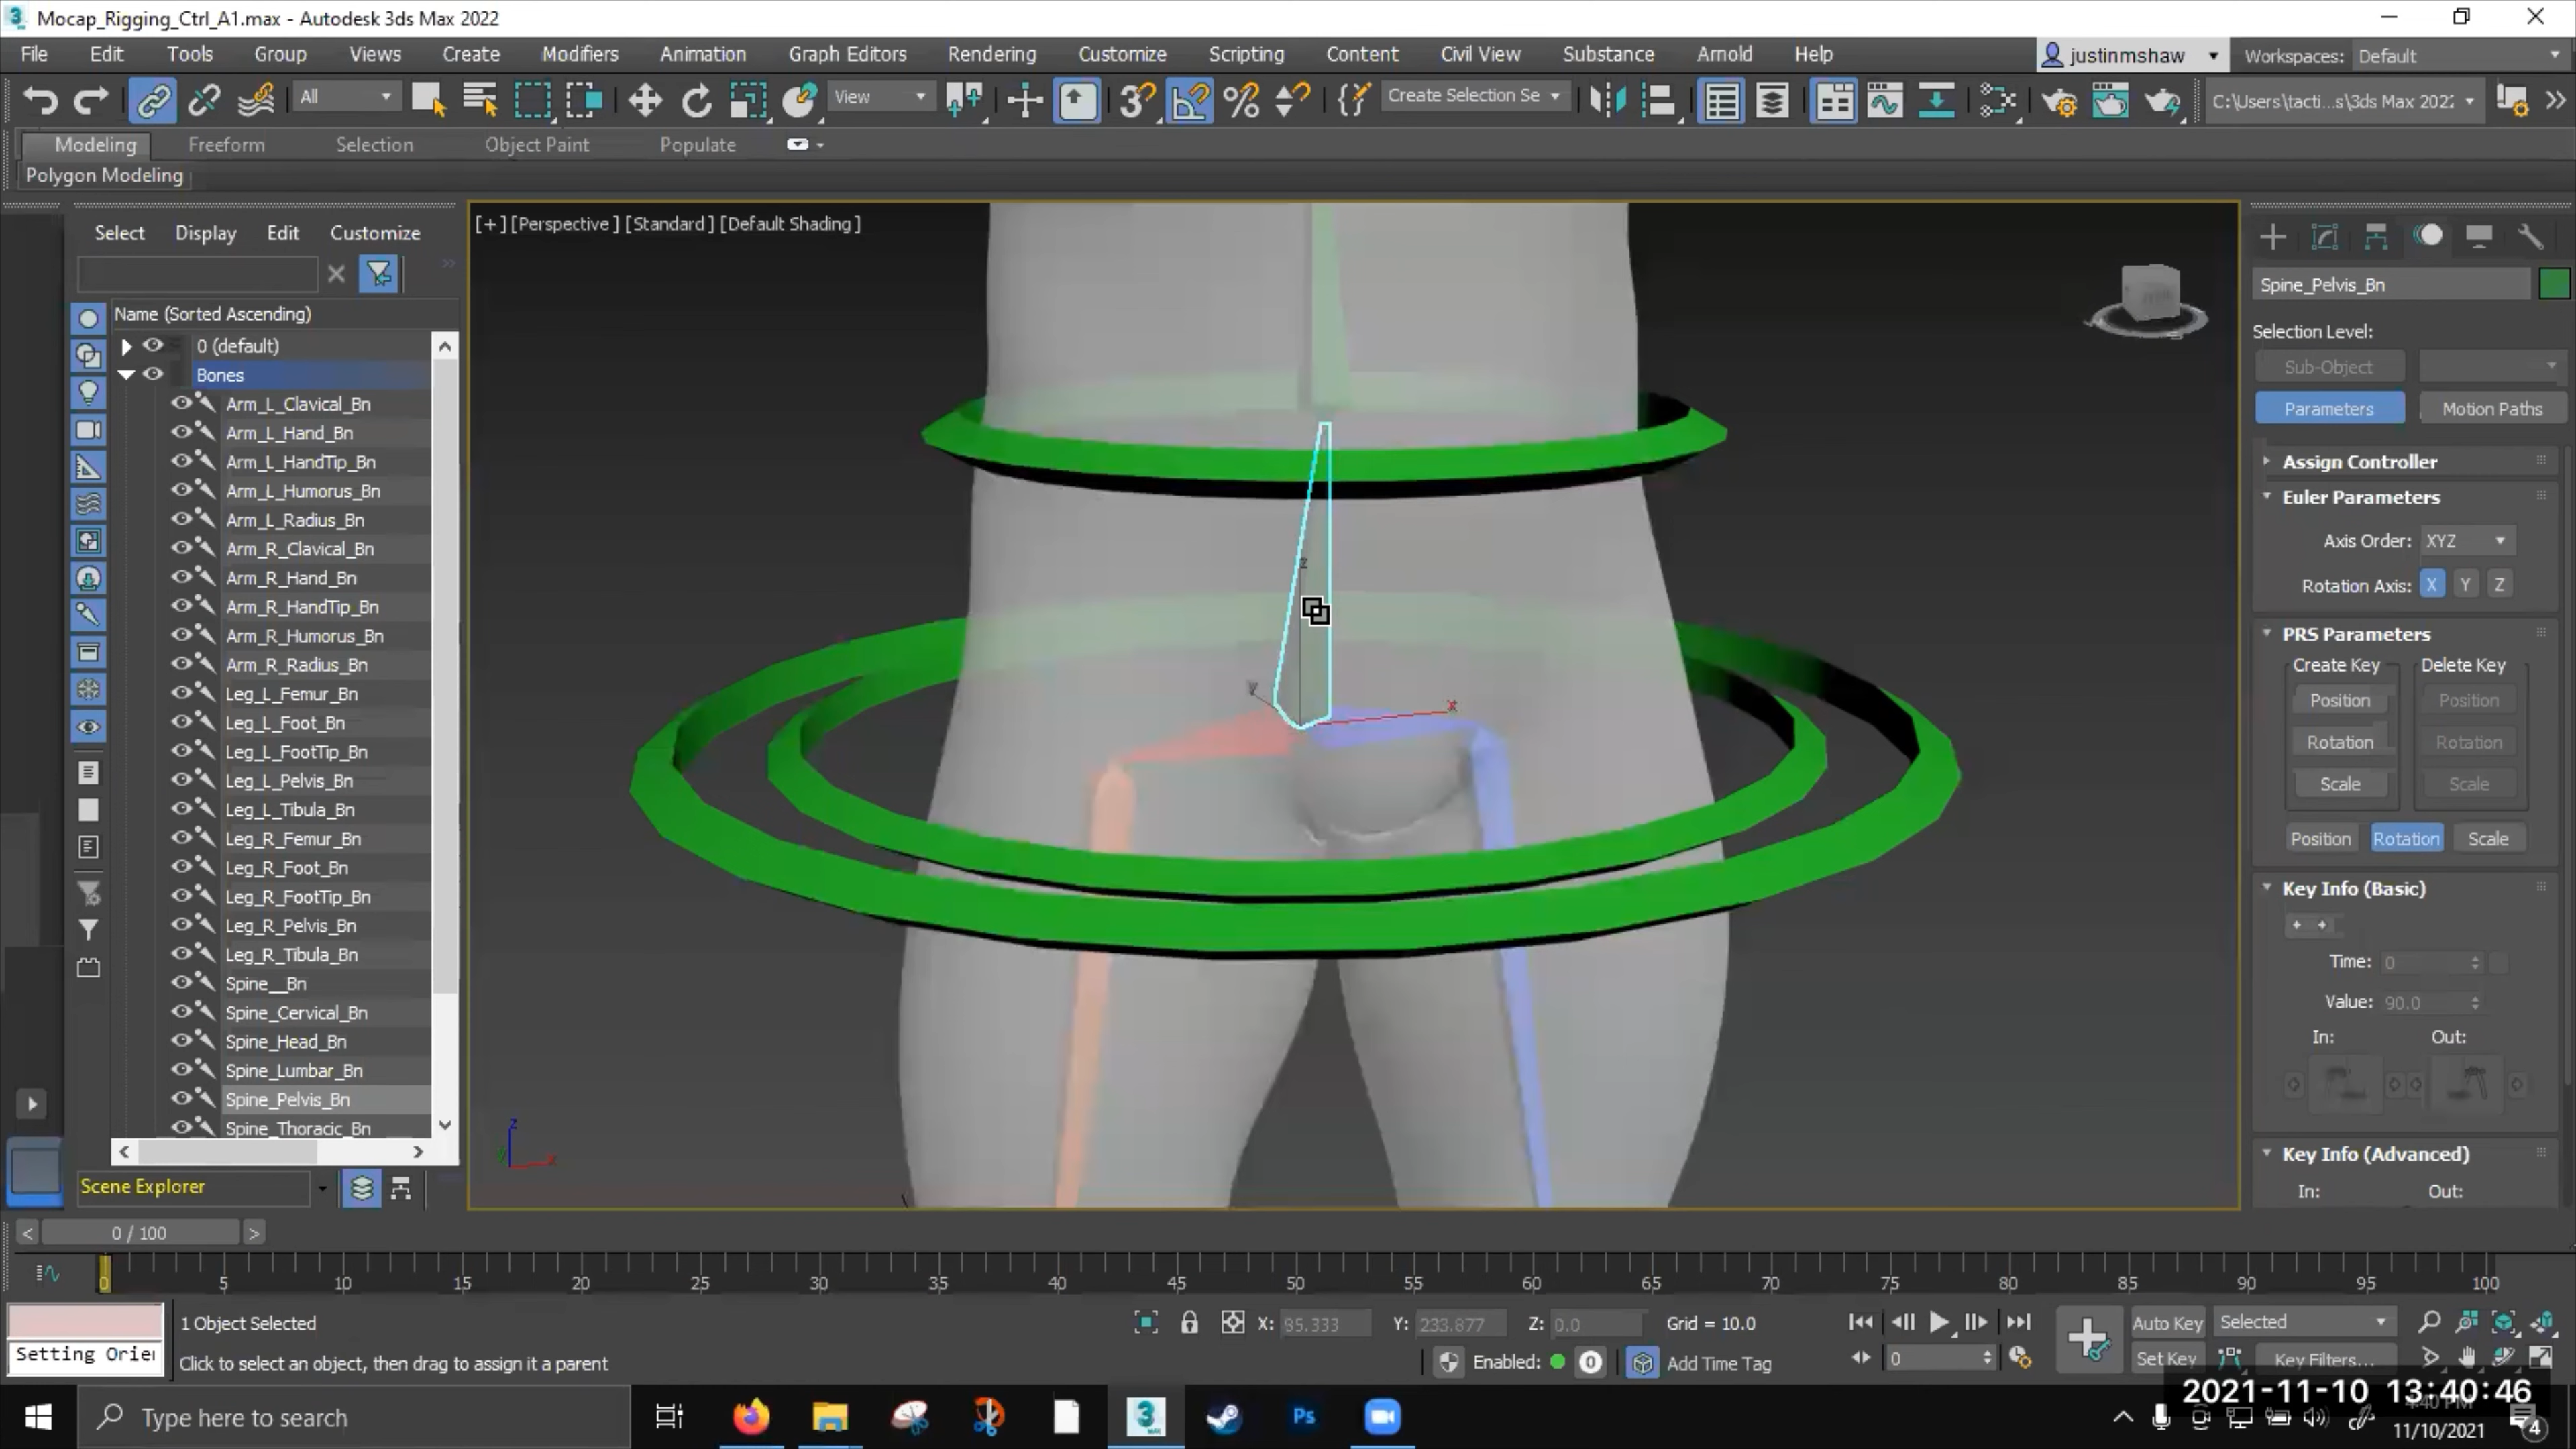 Mocap_Rigging_Ctrl_A1.max - Autodesk 3ds Max 2022
File Edit Tools Group Views Create Modifiers Animation Graph Editors Rendering Customize Scripting Content Civil View Substance Arnold Help justinmshaw Workspaces: Default
All View Create Selection Se C:\Users\tacti...s\3ds Max 2022
Modeling Freeform Selection Object Paint Populate
Polygon Modeling
Select Display Edit Customize
Name (Sorted Ascending)
0 (default)
Bones
Arm_L_Clavical_Bn
Arm_L_Hand_Bn
Arm_L_HandTip_Bn
Arm_L_Humorus_Bn
Arm_L_Radius_Bn
Arm_R_Clavical_Bn
Arm_R_Hand_Bn
Arm_R_HandTip_Bn
Arm_R_Humorus_Bn
Arm_R_Radius_Bn
Leg_L_Femur_Bn
Leg_L_Foot_Bn
Leg_L_FootTip_Bn
Leg_L_Pelvis_Bn
Leg_L_Tibula_Bn
Leg_R_Femur_Bn
Leg_R_Foot_Bn
Leg_R_FootTip_Bn
Leg_R_Pelvis_Bn
Leg_R_Tibula_Bn
Spine__Bn
Spine_Cervical_Bn
Spine_Head_Bn
Spine_Lumbar_Bn
Spine_Pelvis_Bn
Spine_Thoracic_Bn
Scene Explorer
[+] [Perspective ] [Standard ] [Default Shading ]
z
y
x
z
x
Spine_Pelvis_Bn
Selection Level:
Sub-Object
Parameters Motion Paths
Assign Controller
Euler Parameters
Axis Order: XYZ
Rotation Axis: X Y Z
PRS Parameters
Create Key Delete Key
Position Position
Rotation Rotation
Scale Scale
Position Rotation Scale
Key Info (Basic)
Time: 0
Value: 90.0
In: Out:
Key Info (Advanced)
In: Out:
< 0 / 100 >
0 5 10 15 20 25 30 35 40 45 50 55 60 65 70 75 80 85 90 95 100
1 Object Selected
X: 85.333 Y: 233.877 Z: 0.0 Grid = 10.0
Auto Key Selected
Setting Orie
Click to select an object, then drag to assign it a parent
Enabled: 0 Add Time Tag
0
Set Key Key Filters...
2021-11-10 13:40:46
Type here to search
Ps
11/10/2021
4